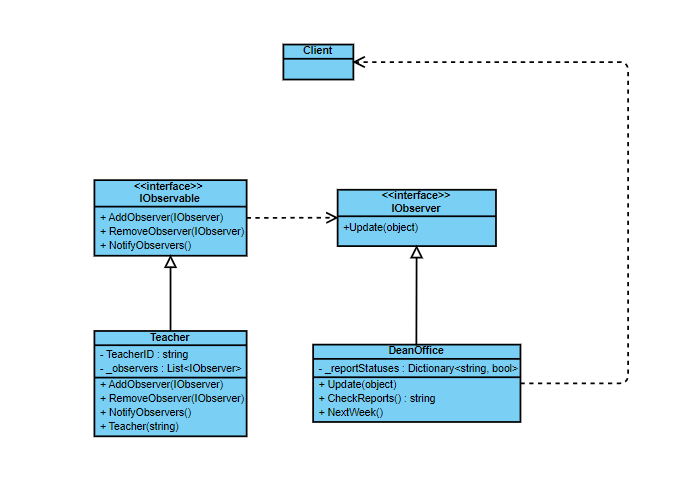 Client
<<interface>>
IObservable
+ AddObserver(IObserver)
+ RemoveObserver(IObserver)
+ NotifyObservers()
<<interface>>
IObserver
+Update(object)
Teacher
- TeacherID : string
- _observers : List<IObserver>
+ AddObserver(IObserver)
+ RemoveObserver(IObserver)
+ NotifyObservers()
+ Teacher(string)
DeanOffice
- _reportStatuses : Dictionary<string, bool>
+ Update(object)
+ CheckReports() : string
+ NextWeek()